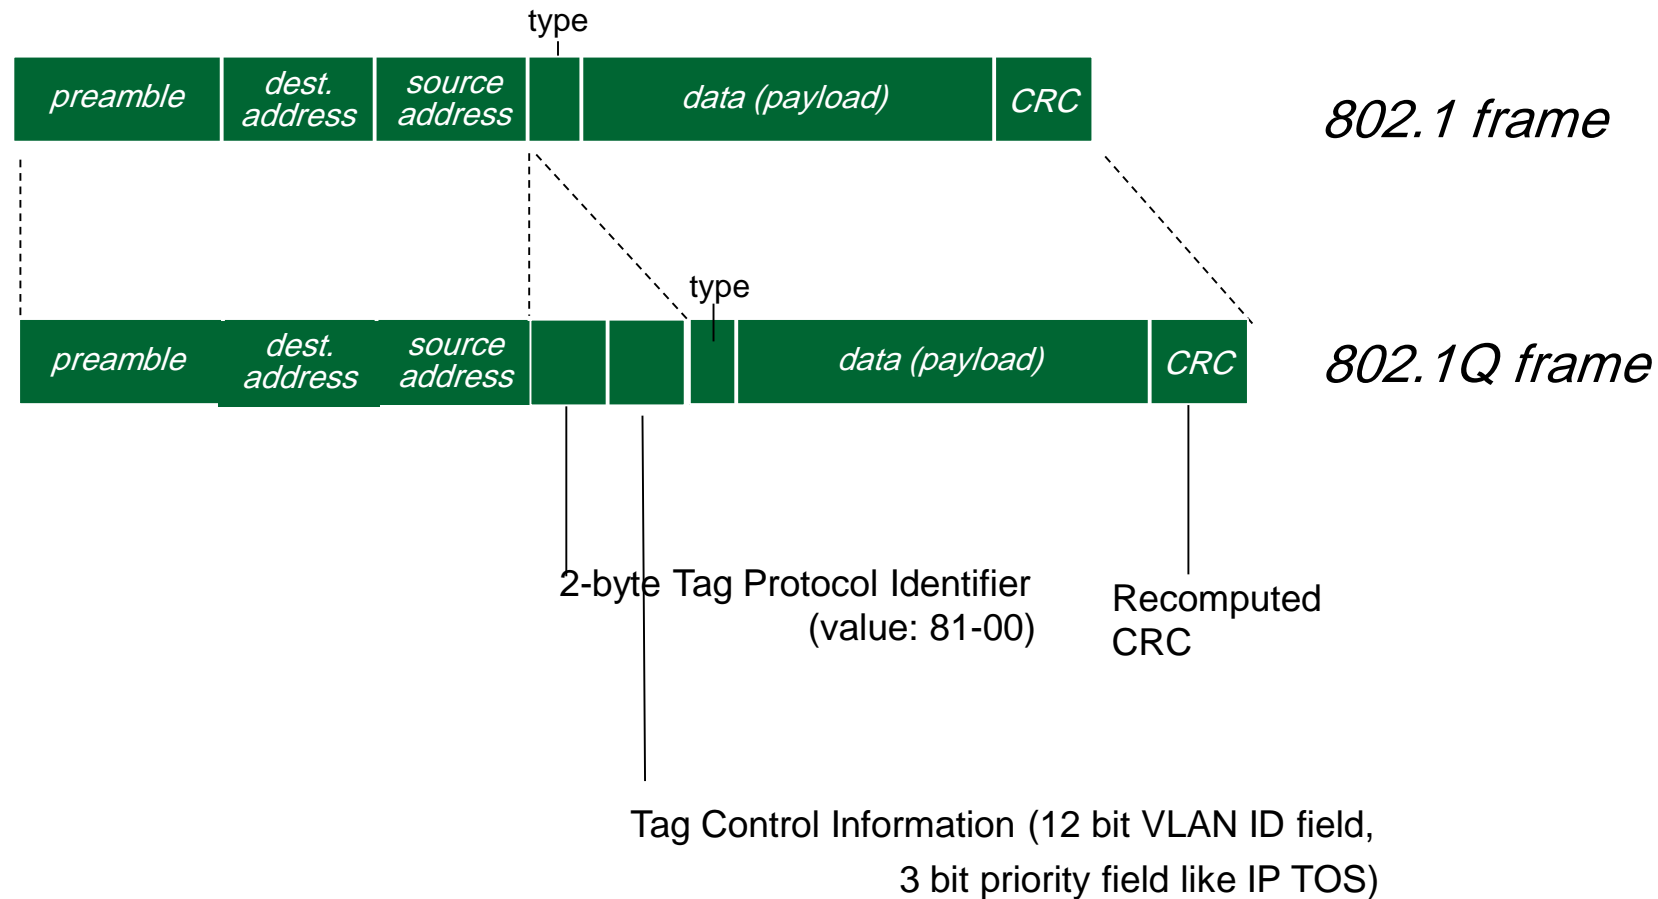 type
preamble
dest.
address
source
address
data (payload)
CRC
802.1 frame
type
preamble
dest.
address
source
address
data (payload)
CRC
802.1Q frame
2-byte Tag Protocol Identifier
(value: 81-00)
Recomputed
CRC
Tag Control Information (12 bit VLAN ID field,
3 bit priority field like IP TOS)